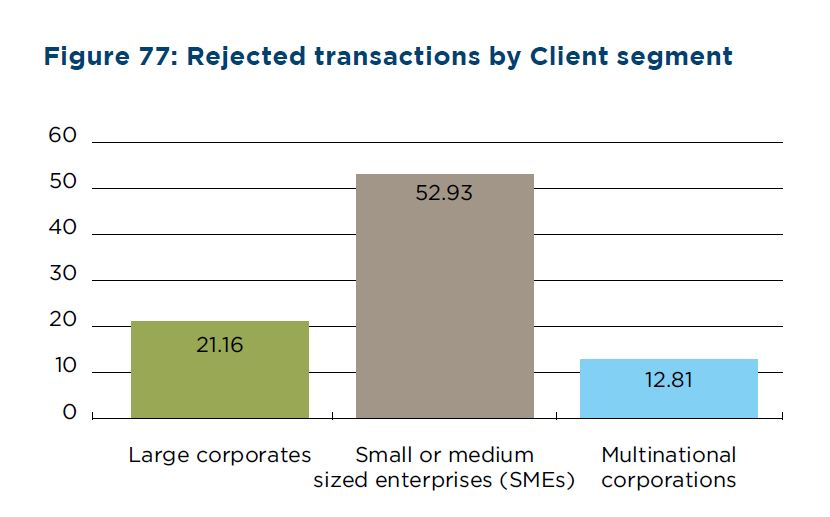 Figure 77: Rejected transactions by Client segment
60
50
40
30
20
10
0
52.93
21.16
12.81
Large corporates
Small or medium
sized enterprises (SMEs)
Multinational
corporations